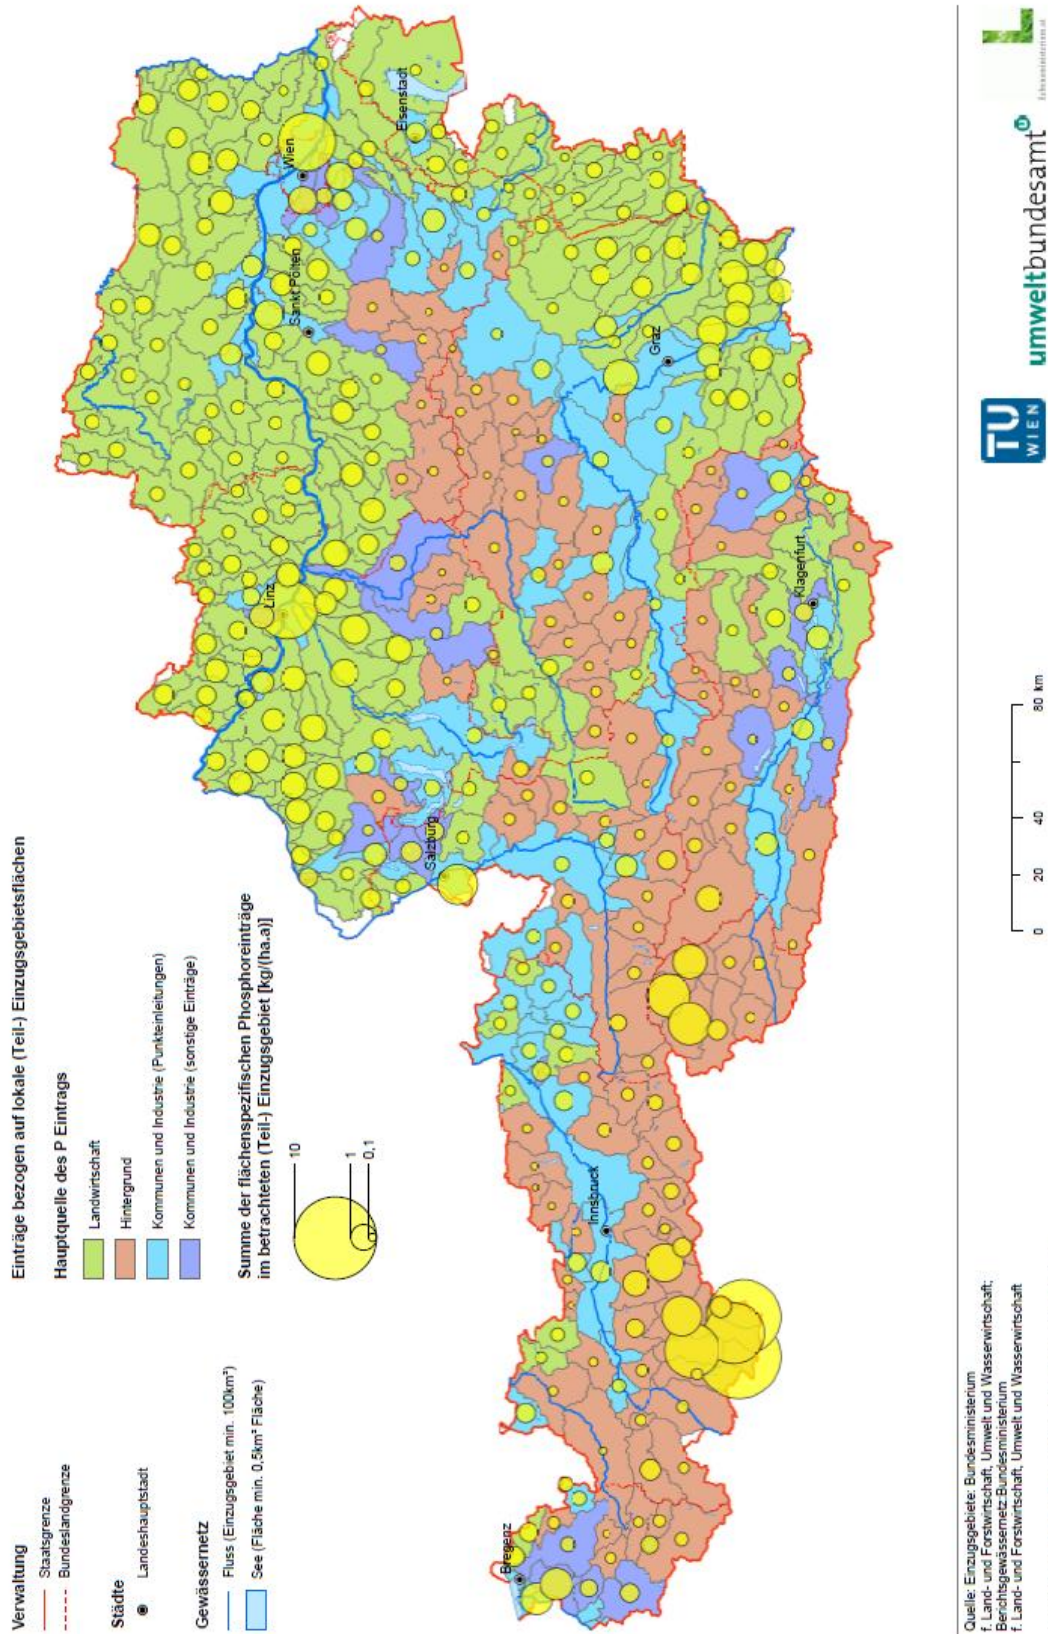 Verwaltung
Staatsgrenze
Bundeslandgrenze
Städte
Landeshauptstadt
Gewässernetz
Fluss (Einzugsgebiet min. 100km²)
See (Fläche min. 0,5km² Fläche)
Einträge bezogen auf lokale (Teil-) Einzugsgebietsflächen
Hauptquelle des P Eintrags
Landwirtschaft
Hintergrund
Kommunen und Industrie (Punkteinleitungen)
Kommunen und Industrie (sonstige Einträge)
Summe der flächenspezifischen Phosphoreinträge
im betrachteten (Teil-) Einzugsgebiet [kg/(ha.a)]
10
1
0,1
Bregenz
Innsbruck
Salzburg
Linz
Sankt Pölten
Wien
Eisenstadt
Graz
Klagenfurt
0 20 40 80 km
Quelle: Einzugsgebiete: Bundesministerium
f. Land- und Forstwirtschaft, Umwelt und Wasserwirtschaft;
Berichtsgewässernetz:Bundesministerium
f. Land- und Forstwirtschaft, Umwelt und Wasserwirtschaft
TU
WIEN
umweltbundesamt